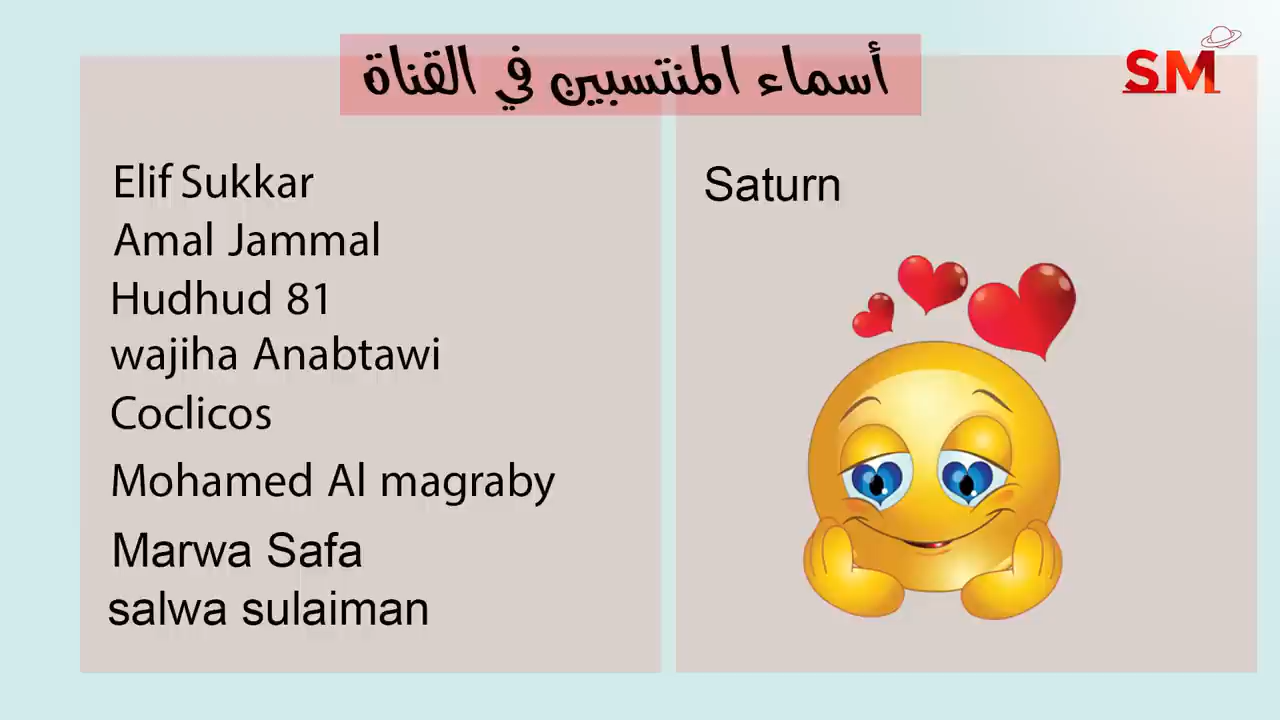 أسماء المنتسبين في القناة
SM
Elif Sukkar
Amal Jammal
Hudhud 81
wajiha Anabtawi
Coclicos
Mohamed Al magraby
Marwa Safa
salwa sulaiman
Saturn